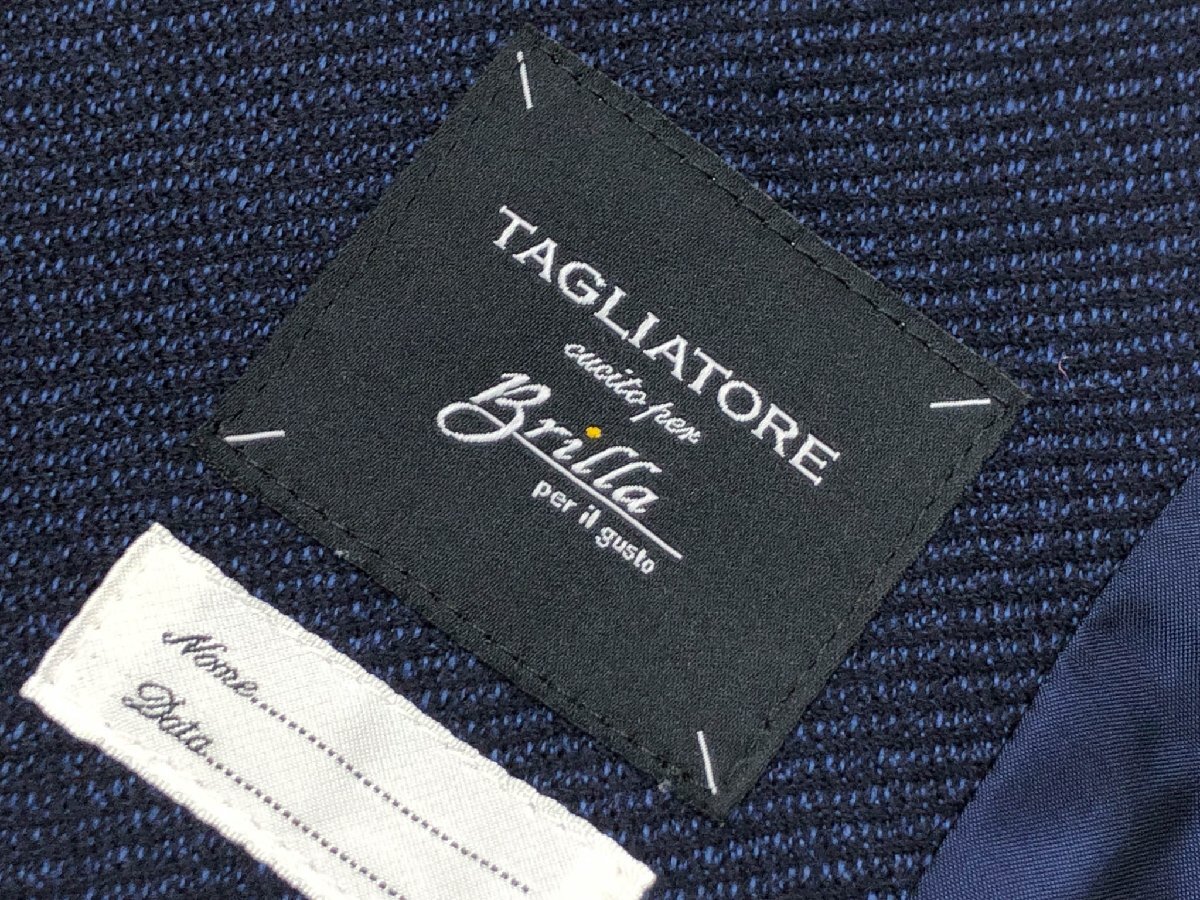 TAGLIATORE
cucito per
Brilla
per il gusto
Nome
Data